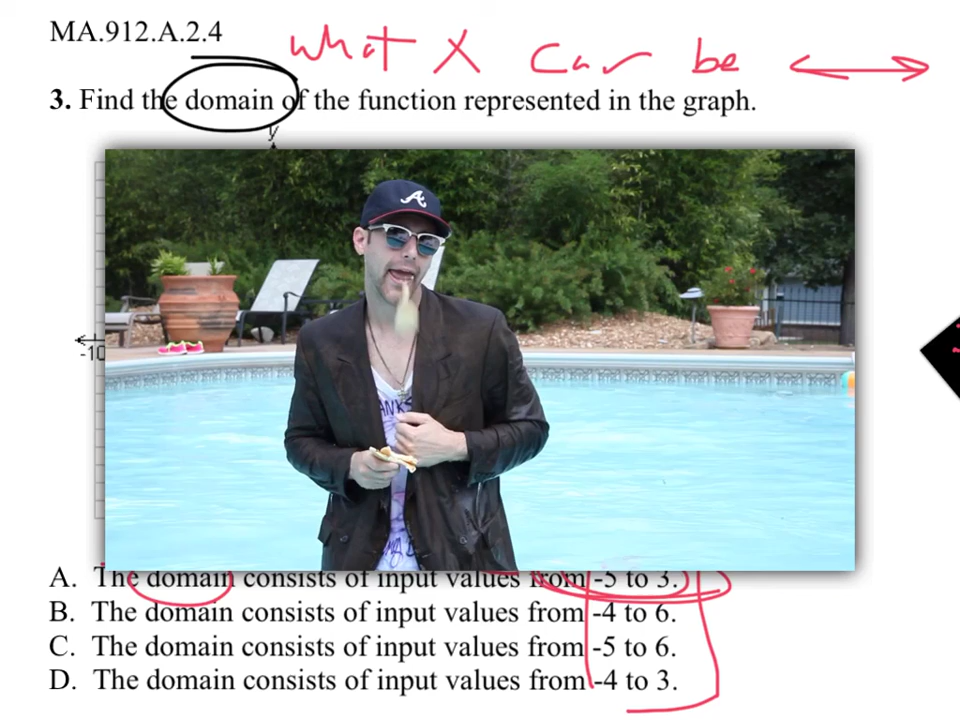 MA.912.A.2.4
what X can be
3. Find the domain of the function represented in the graph.
y
A
ANKS
-10
A. The domain consists of input values from -5 to 3.
B. The domain consists of input values from -4 to 6.
C. The domain consists of input values from -5 to 6.
D. The domain consists of input values from -4 to 3.